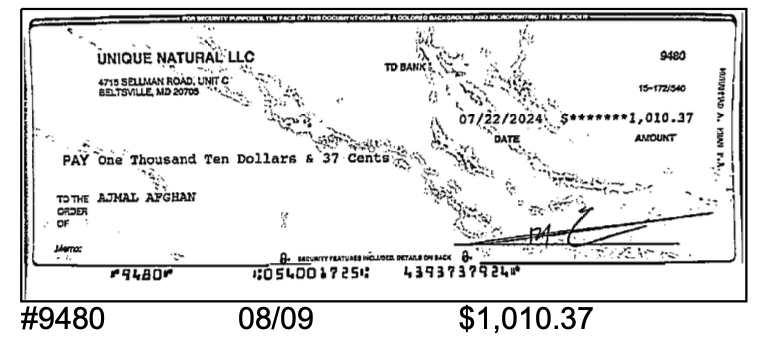 FOR SECURITY PURPOSES, THE FACE OF THIS DOCUMENT CONTAINS A COLORED BACKGROUND AND MICROPRINTING IN THE BORDER
UNIQUE NATURAL LLC
4715 SELLMAN ROAD, UNIT C
BELTSVILLE, MD 20705
TD BANK
9480
15-172/540
07/22/2024 $*******1,010.37
DATE AMOUNT
PAY One Thousand Ten Dollars & 37 Cents
TO THE ORDER OF AJMAL AFGHAN
Memo:
SECURITY FEATURES INCLUDED. DETAILS ON BACK
⑈9480⑈ ⑆054001725⑆ 4393737924⑈
#9480 08/09 $1,010.37